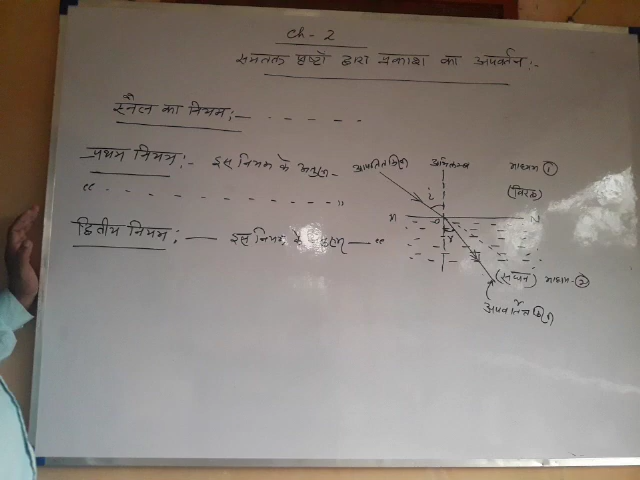 Ch - 2
समतल पृष्टों द्वारा प्रकाश का अपवर्तन :-
स्नैल का नियम :- - - - - -
प्रथम नियम :- इस नियम के अनुसार -
" - - - - - - - - - - "
द्वितीय नियम : — इस नियम के — "
आपतित किरण
अभिलम्ब
माध्यम ①
(विरल)
i
M
O
N
r
(सघन) माध्यम - ②
अपवर्तित किरण